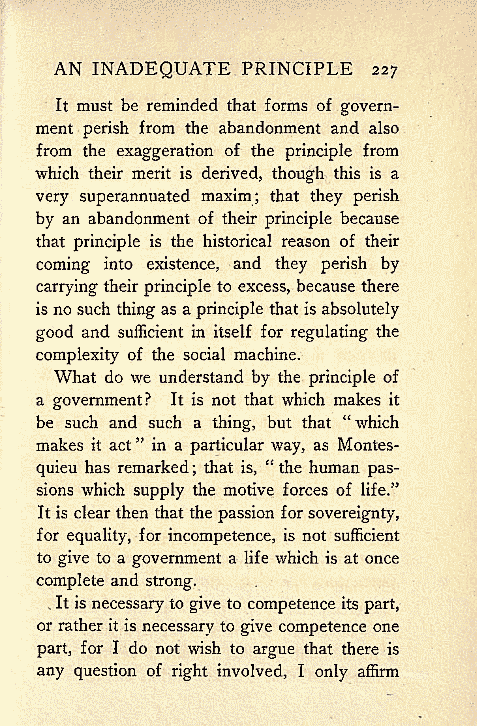 AN INADEQUATE PRINCIPLE 227
It must be reminded that forms of govern-
ment perish from the abandonment and also
from the exaggeration of the principle from
which their merit is derived, though this is a
very superannuated maxim; that they perish
by an abandonment of their principle because
that principle is the historical reason of their
coming into existence, and they perish by
carrying their principle to excess, because there
is no such thing as a principle that is absolutely
good and sufficient in itself for regulating the
complexity of the social machine.
What do we understand by the principle of
a government? It is not that which makes it
be such and such a thing, but that “which
makes it act” in a particular way, as Montes-
quieu has remarked; that is, “the human pas-
sions which supply the motive forces of life.”
It is clear then that the passion for sovereignty,
for equality, for incompetence, is not sufficient
to give to a government a life which is at once
complete and strong.
It is necessary to give to competence its part,
or rather it is necessary to give competence one
part, for I do not wish to argue that there is
any question of right involved, I only affirm